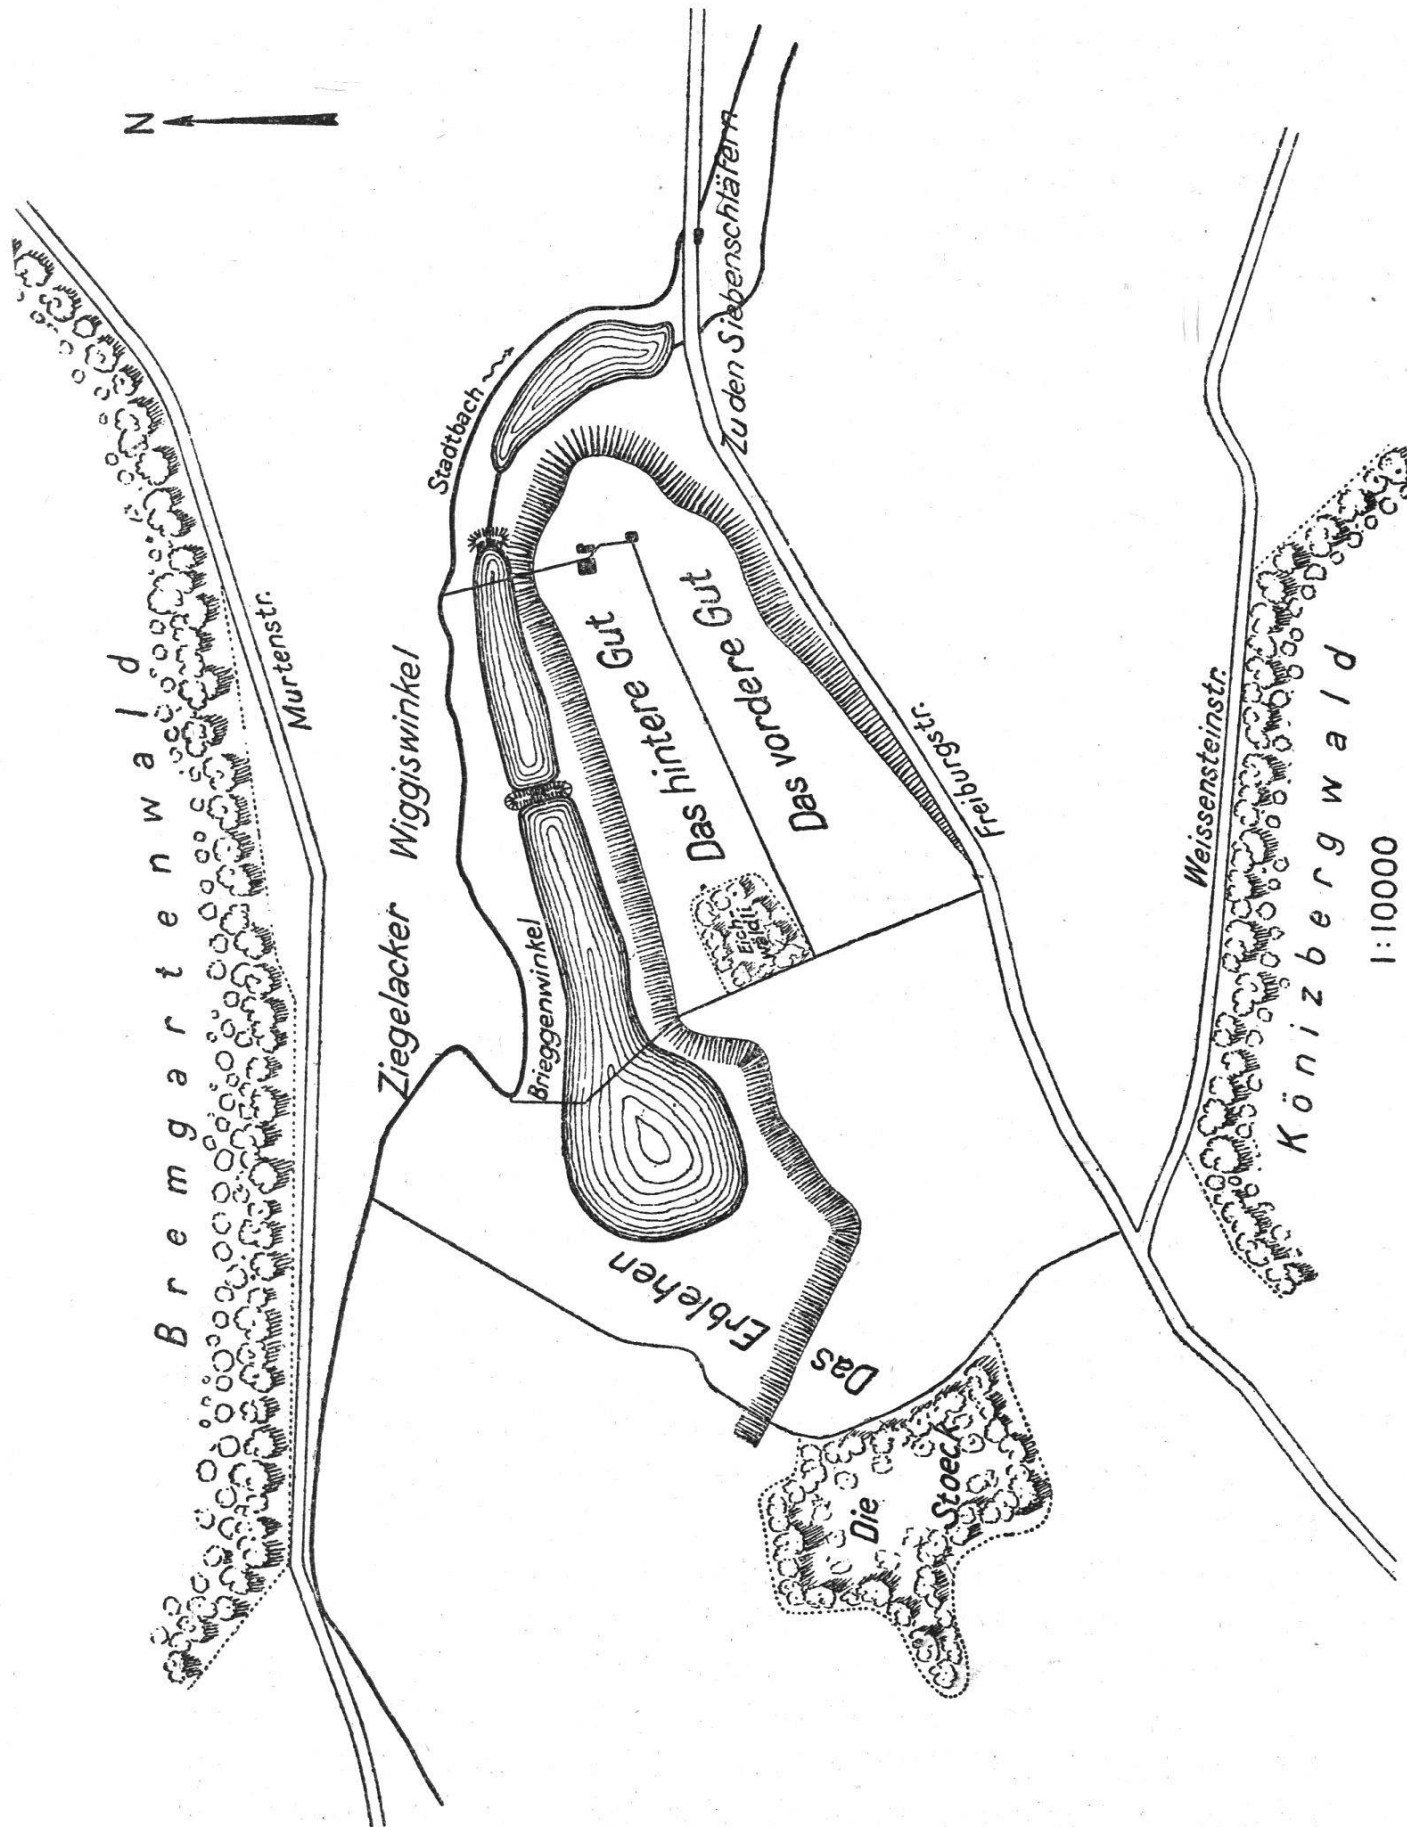 N
Bremgartenwald
Murtenstr.
Ziegelacker
Wiggiswinkel
Stadtbach
Brieggenwinkel
Das hintere Gut
Das vordere Gut
Zu den Siebenschläfern
Das Erblehen
Freiburgstr.
Die
Stoeck
Weissensteinstr.
Könizbergwald
1:10000